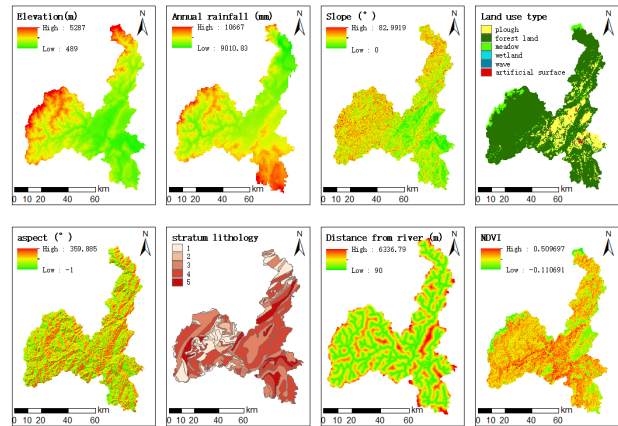 Elevation(m)
High : 5287
Low : 489
N
0 10 20 40 60
km
Annual rainfall (mm)
High : 10667
Low : 9010.83
N
0 10 20 40 60
km
Slope (°)
High : 82.9919
Low : 0
N
0 10 20 40 60
km
Land use type
plough
forest land
meadow
wetland
wave
artificial surface
N
0 10 20 40 60
km
aspect (°)
High : 359.885
Low : -1
N
0 10 20 40 60
km
stratum lithology
1
2
3
4
5
N
0 10 20 40 60
km
Distance from river (m)
High : 6336.79
Low : 90
N
0 10 20 40 60
km
NDVI
High : 0.509697
Low : -0.110691
N
0 10 20 40 60
km